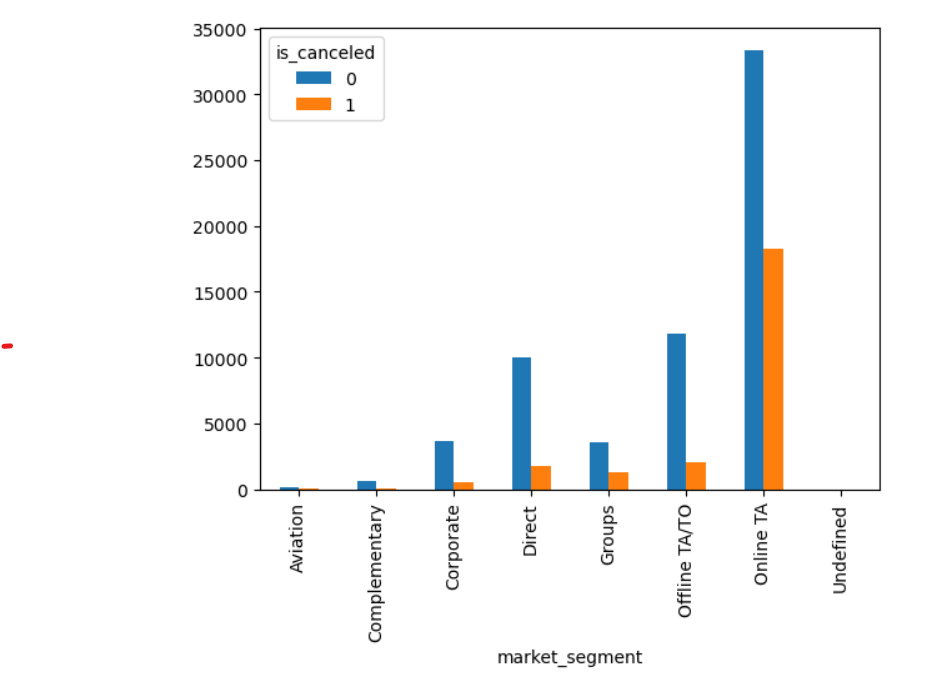 35000
is_canceled
0
1
30000
25000
20000
15000
10000
5000
0
Aviation
Complementary
Corporate
Direct
Groups
Offline TA/TO
Online TA
Undefined
market_segment